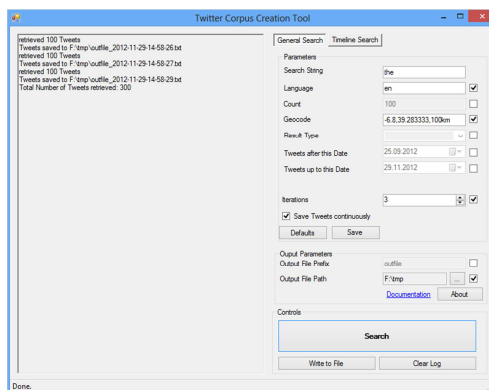 Twitter Corpus Creation Tool
retrieved 100 Tweets
Tweets saved to F:\tmp\outfile_2012-11-29-14-58-26.txt
retrieved 100 Tweets
Tweets saved to F:\tmp\outfile_2012-11-29-14-58-27.txt
retrieved 100 Tweets
Tweets saved to F:\tmp\outfile_2012-11-29-14-58-29.txt
Total Number of Tweets retrieved: 300
General Search Timeline Search
Parameters
Search String the
Language en
Count 100
Geocode -6.8,39.283333,100km
Result Type
Tweets after this Date 25.09.2012
Tweets up to this Date 29.11.2012
Iterations 3
Save Tweets continuously
Defaults Save
Ouput Parameters
Output File Prefix outfile
Output File Path F:\tmp ...
Documentation About
Controls
Search
Write to File Clear Log
Done.